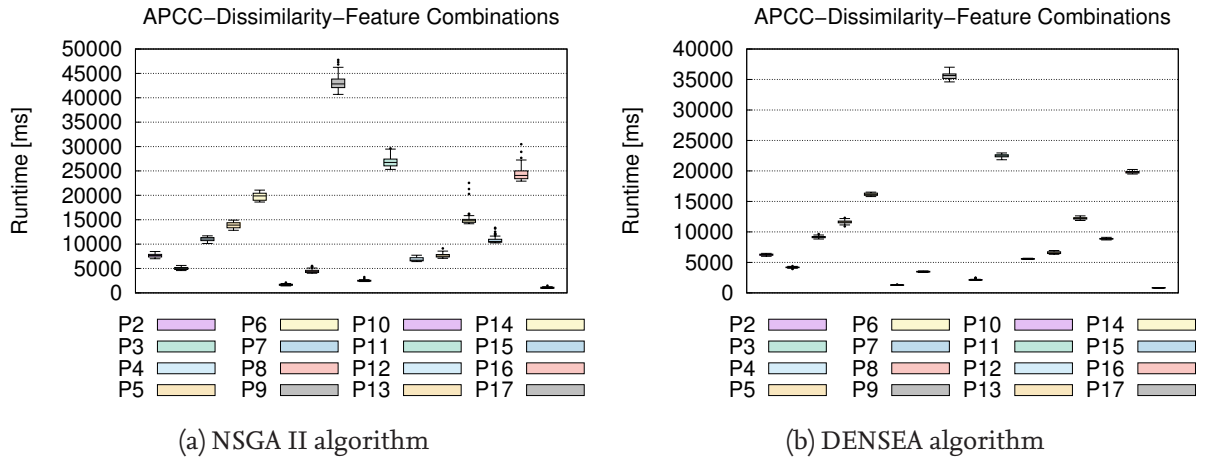 APCC−Dissimilarity−Feature Combinations
Runtime [ms]
50000
45000
40000
35000
30000
25000
20000
15000
10000
5000
0
P2 P6 P10 P14
P3 P7 P11 P15
P4 P8 P12 P16
P5 P9 P13 P17
(a) NSGA II algorithm
APCC−Dissimilarity−Feature Combinations
Runtime [ms]
40000
35000
30000
25000
20000
15000
10000
5000
0
P2 P6 P10 P14
P3 P7 P11 P15
P4 P8 P12 P16
P5 P9 P13 P17
(b) DENSEA algorithm